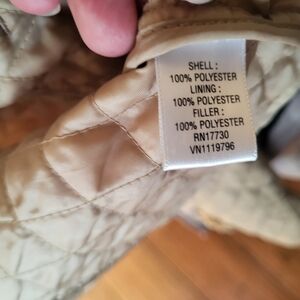 SHELL :
100% POLYESTER
LINING :
100% POLYESTER
FILLER :
100% POLYESTER
RN17730
VN1119796